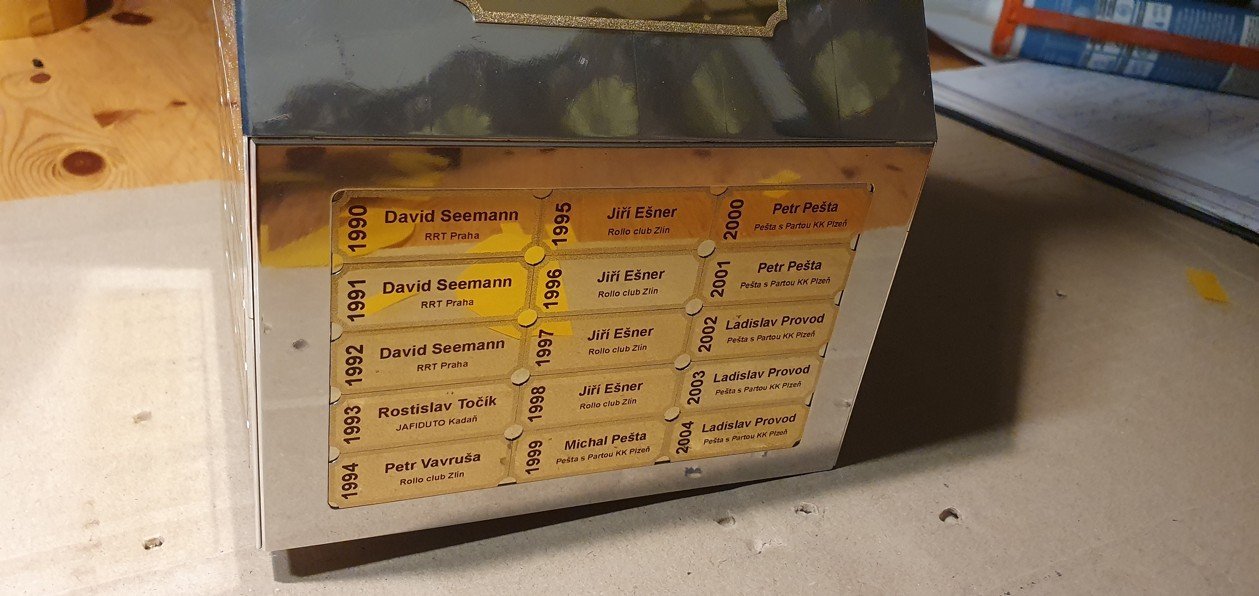 1990
David Seemann
RRT Praha
1991
David Seemann
RRT Praha
1992
David Seemann
RRT Praha
1993
Rostislav Točík
JAFIDUTO Kadaň
1994
Petr Vavruša
Rollo club Zlín
1995
Jiří Ešner
Rollo club Zlín
1996
Jiří Ešner
Rollo club Zlín
1997
Jiří Ešner
Rollo club Zlín
1998
Jiří Ešner
Rollo club Zlín
1999
Michal Pešta
Pešta s Partou KK Plzeň
2000
Petr Pešta
Pešta s Partou KK Plzeň
2001
Petr Pešta
Pešta s Partou KK Plzeň
2002
Ladislav Provod
Pešta s Partou KK Plzeň
2003
Ladislav Provod
Pešta s Partou KK Plzeň
2004
Ladislav Provod
Pešta s Partou KK Plzeň